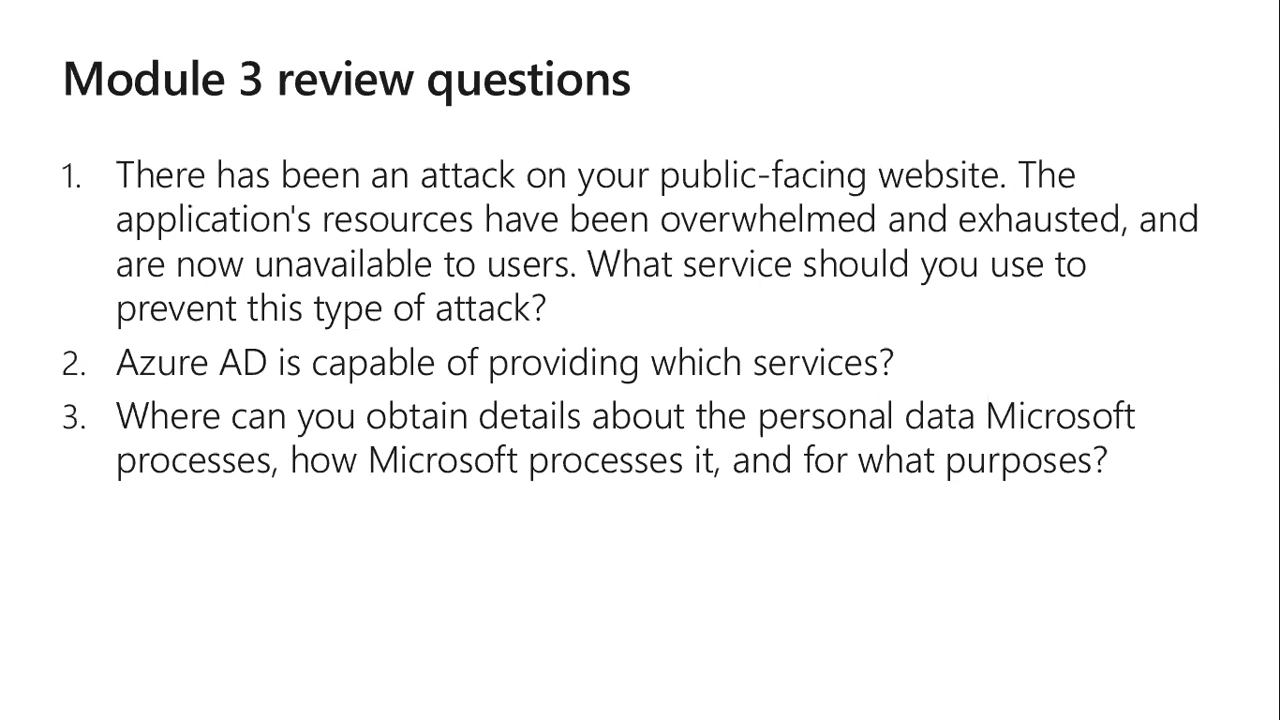 Module 3 review questions
1. There has been an attack on your public-facing website. The
application's resources have been overwhelmed and exhausted, and
are now unavailable to users. What service should you use to
prevent this type of attack?
2. Azure AD is capable of providing which services?
3. Where can you obtain details about the personal data Microsoft
processes, how Microsoft processes it, and for what purposes?